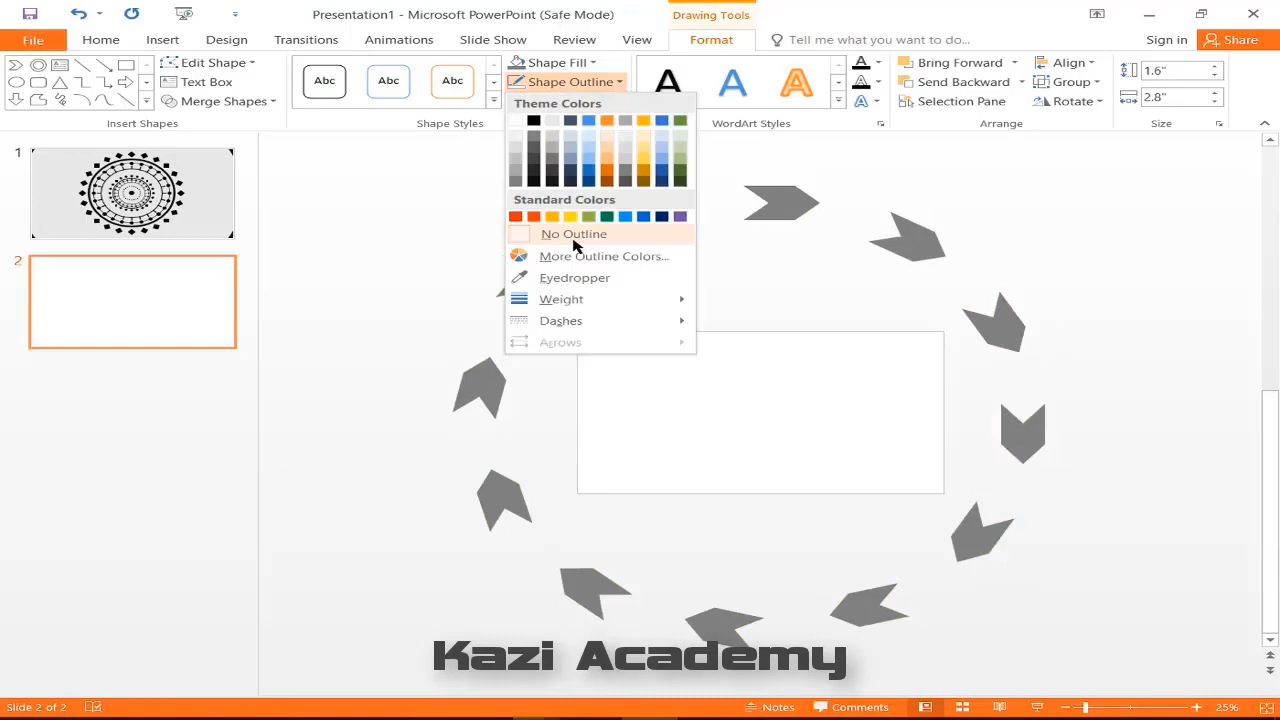 Presentation1 - Microsoft PowerPoint (Safe Mode)
Drawing Tools
File
Home
Insert
Design
Transitions
Animations
Slide Show
Review
View
Format
Tell me what you want to do...
Sign in
Share
Edit Shape
Text Box
Merge Shapes
Insert Shapes
Abc
Abc
Abc
Shape Styles
Shape Fill
Shape Outline
Theme Colors
Standard Colors
No Outline
More Outline Colors...
Eyedropper
Weight
Dashes
Arrows
A
A
A
A
A
A
WordArt Styles
Bring Forward
Send Backward
Selection Pane
Align
Group
Rotate
Arrange
1.6"
2.8"
Size
1
2
Kazi Academy
Slide 2 of 2
Notes
Comments
25%